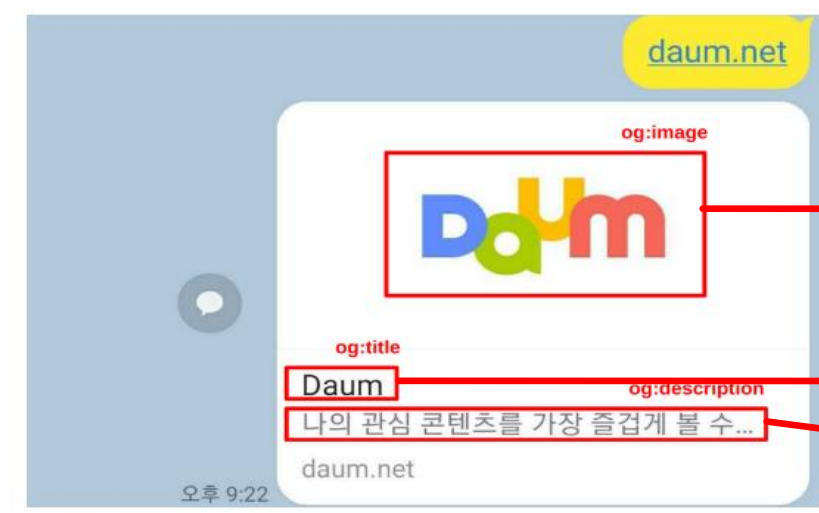 daum.net
og:image
Daum
og:title
Daum
og:description
나의 관심 콘텐츠를 가장 즐겁게 볼 수...
daum.net
오후 9:22